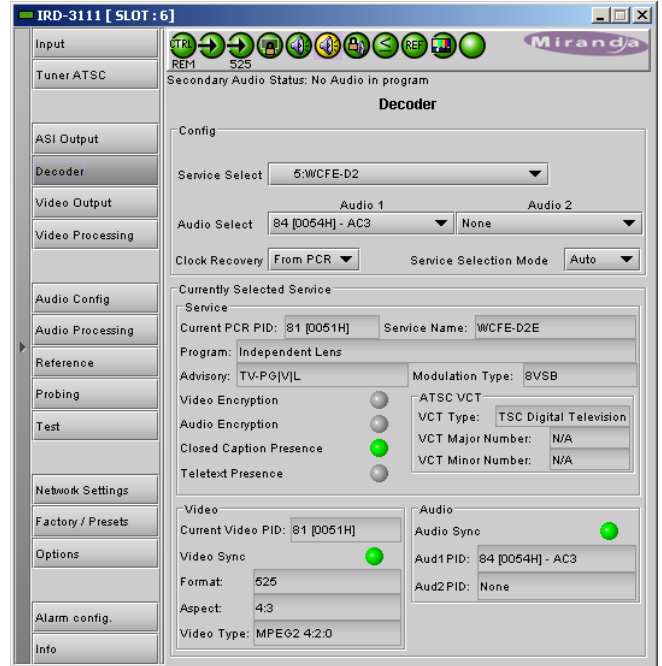 IRD-3111 [ SLOT : 6]
Input
Tuner ATSC
ASI Output
Decoder
Video Output
Video Processing
Audio Config
Audio Processing
Reference
Probing
Test
Network Settings
Factory / Presets
Options
Alarm config.
Info
CTRL REF Miranda
REM 525
Secondary Audio Status: No Audio in program
Decoder
Config
Service Select 5:WCFE-D2
Audio 1 Audio 2
Audio Select 84 [0054H] - AC3 None
Clock Recovery From PCR Service Selection Mode Auto
Currently Selected Service
Service
Current PCR PID: 81 [0051H] Service Name: WCFE-D2E
Program: Independent Lens
Advisory: TV-PG|V|L Modulation Type: 8VSB
Video Encryption
Audio Encryption
Closed Caption Presence
Teletext Presence
ATSC VCT
VCT Type: TSC Digital Television
VCT Major Number: N/A
VCT Minor Number: N/A
Video
Current Video PID: 81 [0051H]
Video Sync
Format: 525
Aspect: 4:3
Video Type: MPEG2 4:2:0
Audio
Audio Sync
Aud1PID: 84 [0054H] - AC3
Aud2PID: None